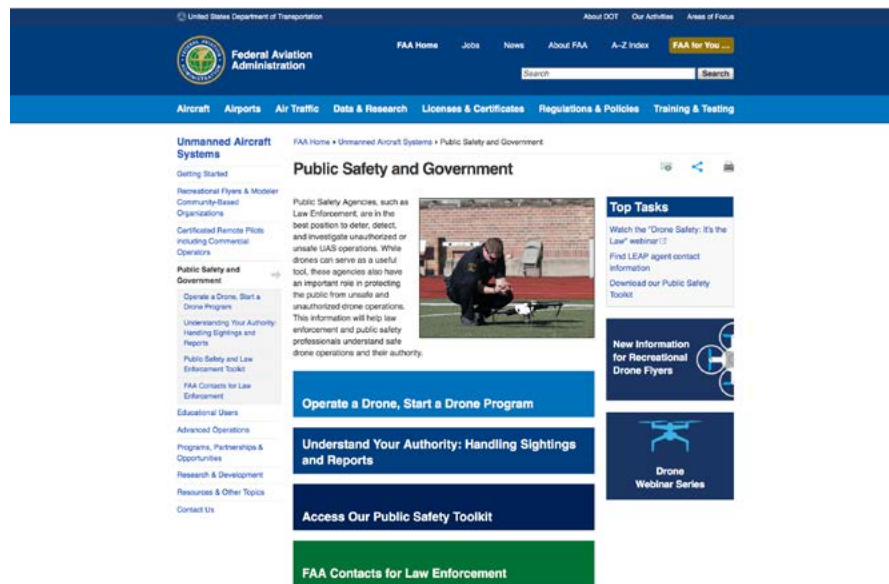 United States Department of Transportation
About DOT Our Activities Areas of Focus
Federal Aviation
Administration
FAA Home Jobs News About FAA A–Z Index FAA for You ...
Search Search
Aircraft Airports Air Traffic Data & Research Licenses & Certificates Regulations & Policies Training & Testing
Unmanned Aircraft
Systems
Getting Started
Recreational Flyers & Modeler
Community-Based
Organizations
Certificated Remote Pilots
including Commercial
Operators
Public Safety and
Government
Operate a Drone, Start a
Drone Program
Understanding Your Authority:
Handling Sightings and
Reports
Public Safety and Law
Enforcement Toolkit
FAA Contacts for Law
Enforcement
Educational Users
Advanced Operations
Programs, Partnerships &
Opportunities
Research & Development
Resources & Other Topics
Contact Us
FAA Home ▸ Unmanned Aircraft Systems ▸ Public Safety and Government
Public Safety and Government
Public Safety Agencies, such as
Law Enforcement, are in the
best position to deter, detect,
and investigate unauthorized or
unsafe UAS operations. While
drones can serve as a useful
tool, these agencies also have
an important role in protecting
the public from unsafe and
unauthorized drone operations.
This information will help law
enforcement and public safety
professionals understand safe
drone operations and their authority.
Operate a Drone, Start a Drone Program
Understand Your Authority: Handling Sightings
and Reports
Access Our Public Safety Toolkit
FAA Contacts for Law Enforcement
Top Tasks
Watch the "Drone Safety: It's the
Law" webinar
Find LEAP agent contact
information
Download our Public Safety
Toolkit
New Information
for Recreational
Drone Flyers
Drone
Webinar Series